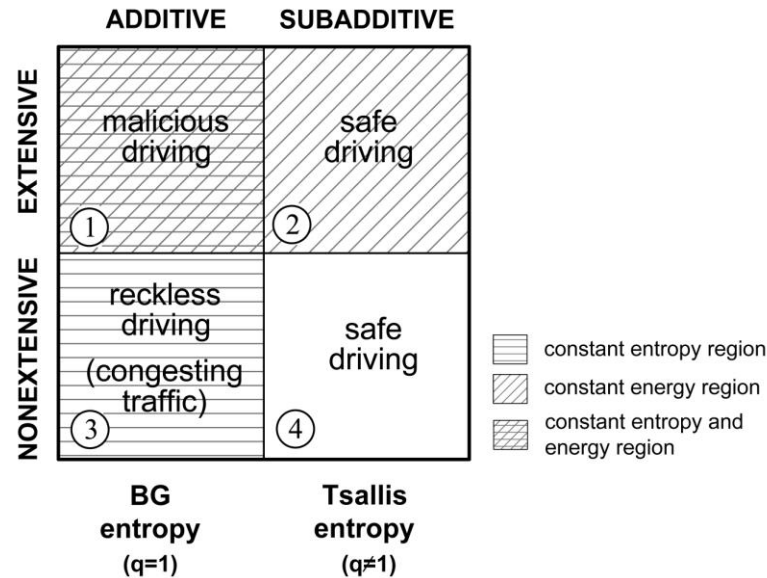 ADDITIVE SUBADDITIVE
EXTENSIVE
malicious
driving
1
safe
driving
2
NONEXTENSIVE
reckless
driving
(congesting
traffic)
3
safe
driving
4
constant entropy region
constant energy region
constant entropy and
energy region
BG
entropy
(q=1)
Tsallis
entropy
(q≠1)